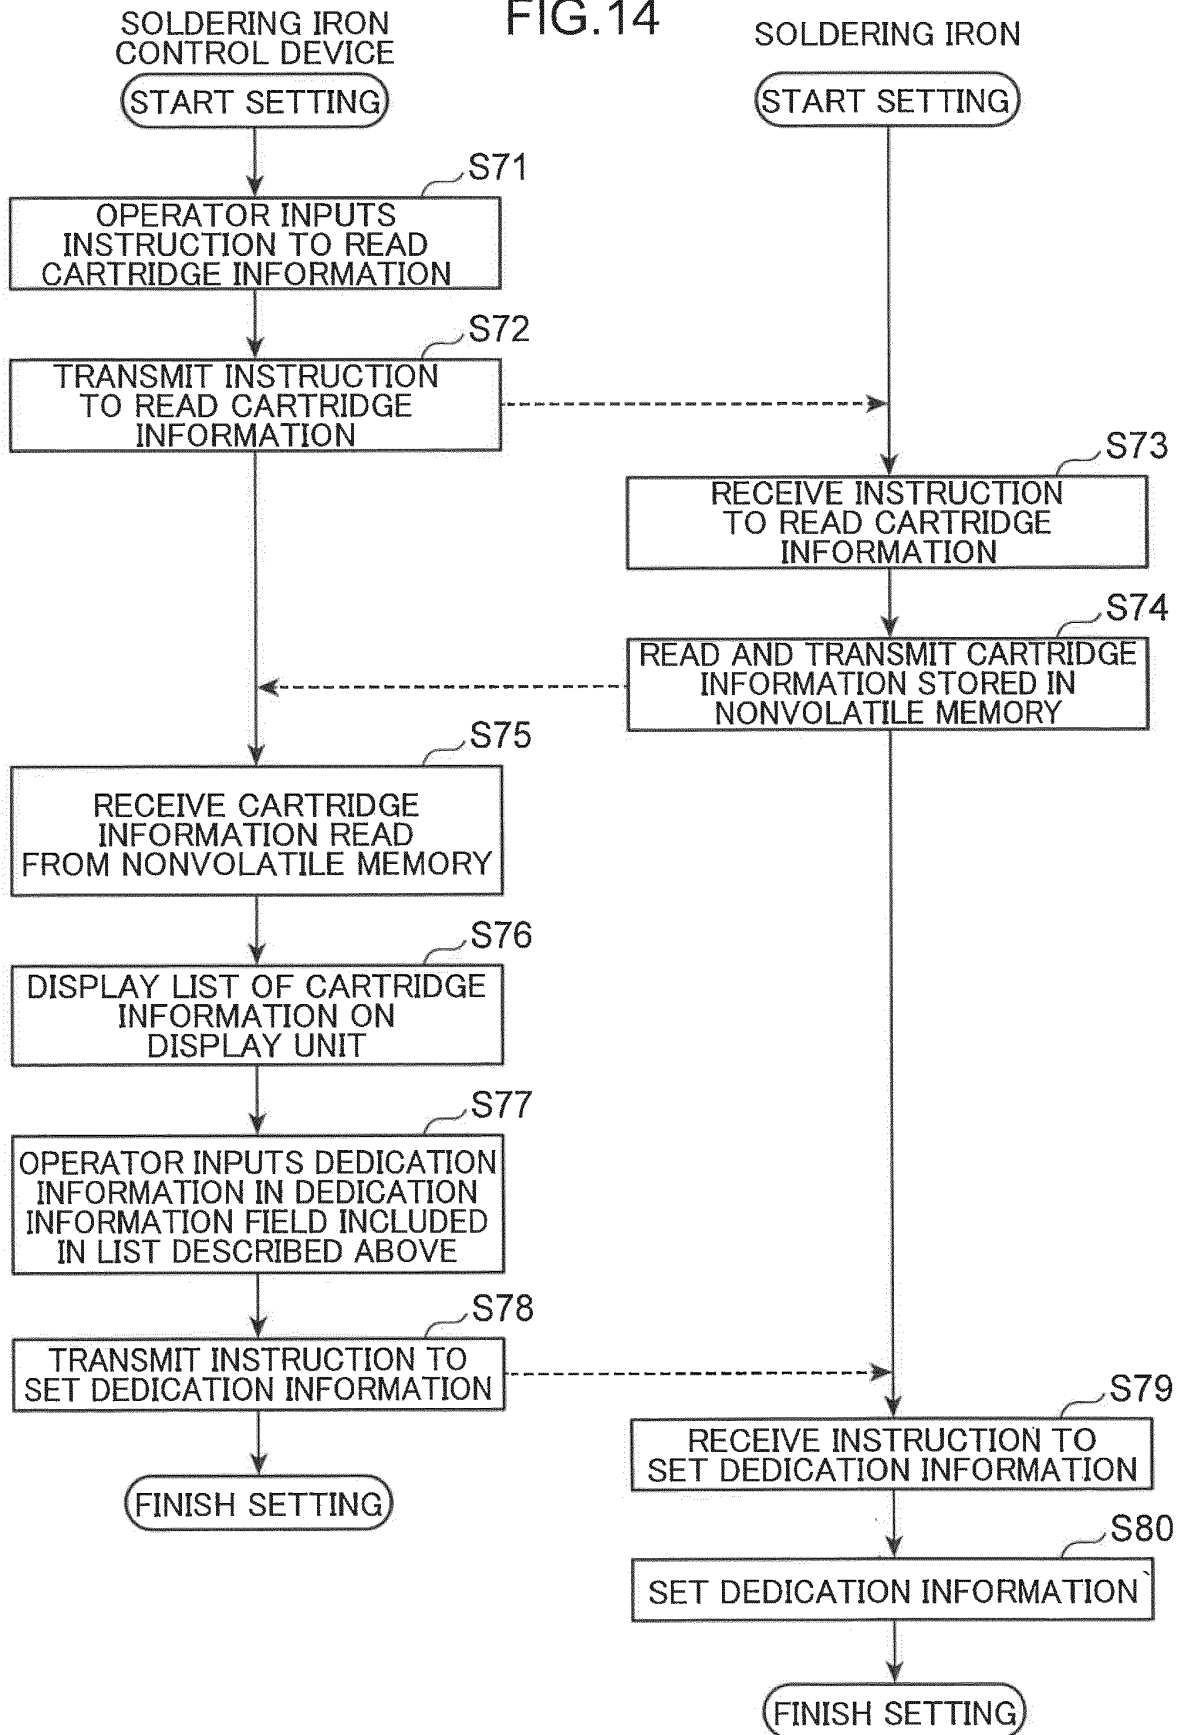 FIG.14
SOLDERING IRON
CONTROL DEVICE
START SETTING
S71
OPERATOR INPUTS
INSTRUCTION TO READ
CARTRIDGE INFORMATION
S72
TRANSMIT INSTRUCTION
TO READ CARTRIDGE
INFORMATION
SOLDERING IRON
START SETTING
S73
RECEIVE INSTRUCTION
TO READ CARTRIDGE
INFORMATION
S74
READ AND TRANSMIT CARTRIDGE
INFORMATION STORED IN
NONVOLATILE MEMORY
S75
RECEIVE CARTRIDGE
INFORMATION READ
FROM NONVOLATILE MEMORY
S76
DISPLAY LIST OF CARTRIDGE
INFORMATION ON
DISPLAY UNIT
S77
OPERATOR INPUTS DEDICATION
INFORMATION IN DEDICATION
INFORMATION FIELD INCLUDED
IN LIST DESCRIBED ABOVE
S78
TRANSMIT INSTRUCTION TO
SET DEDICATION INFORMATION
FINISH SETTING
S79
RECEIVE INSTRUCTION TO
SET DEDICATION INFORMATION
S80
SET DEDICATION INFORMATION
FINISH SETTING